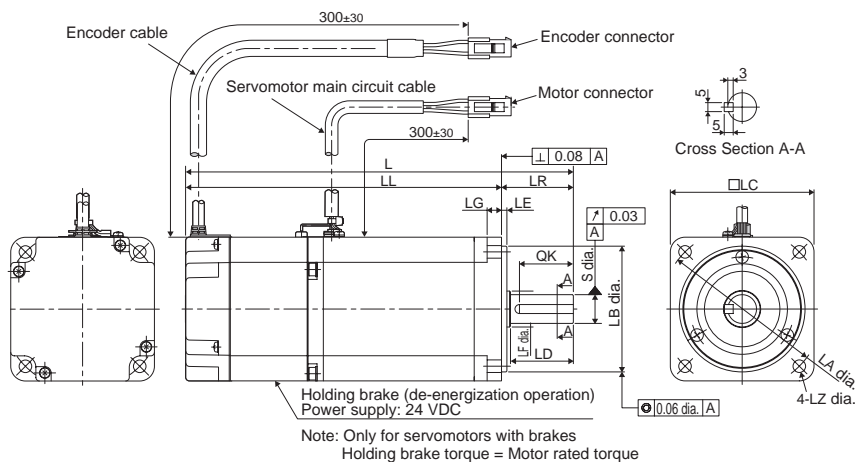 300±30
Encoder cable
Encoder connector
Servomotor main circuit cable
Motor connector
300±30
3
5
5
Cross Section A-A
⊥ 0.08 A
L
LL
LR
LG
LE
□LC
↗ 0.03
A
QK
A
S dia.
LB dia.
A
LF dia.
LD
LA dia.
4-LZ dia.
◎ 0.06 dia. A
Holding brake (de-energization operation)
Power supply: 24 VDC
Note: Only for servomotors with brakes
Holding brake torque = Motor rated torque